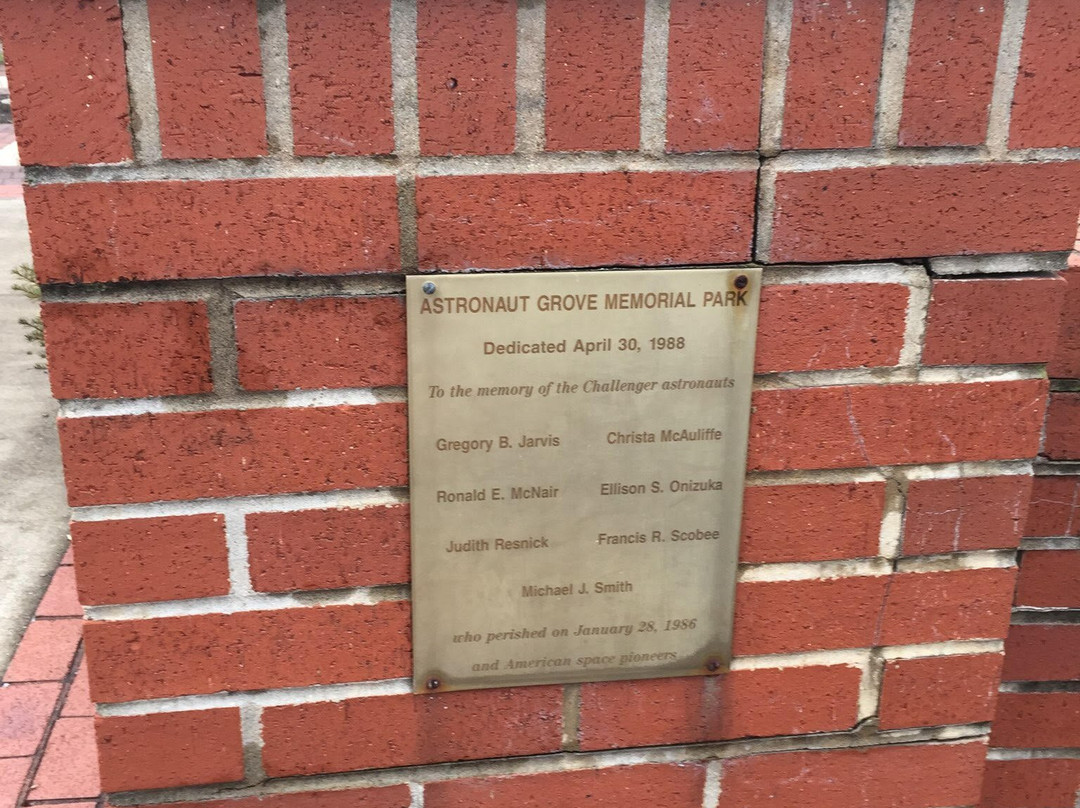 ASTRONAUT GROVE MEMORIAL PARK
Dedicated April 30, 1988
To the memory of the Challenger astronauts
Gregory B. Jarvis Christa McAuliffe
Ronald E. McNair Ellison S. Onizuka
Judith Resnick Francis R. Scobee
Michael J. Smith
who perished on January 28, 1986
and American space pioneers